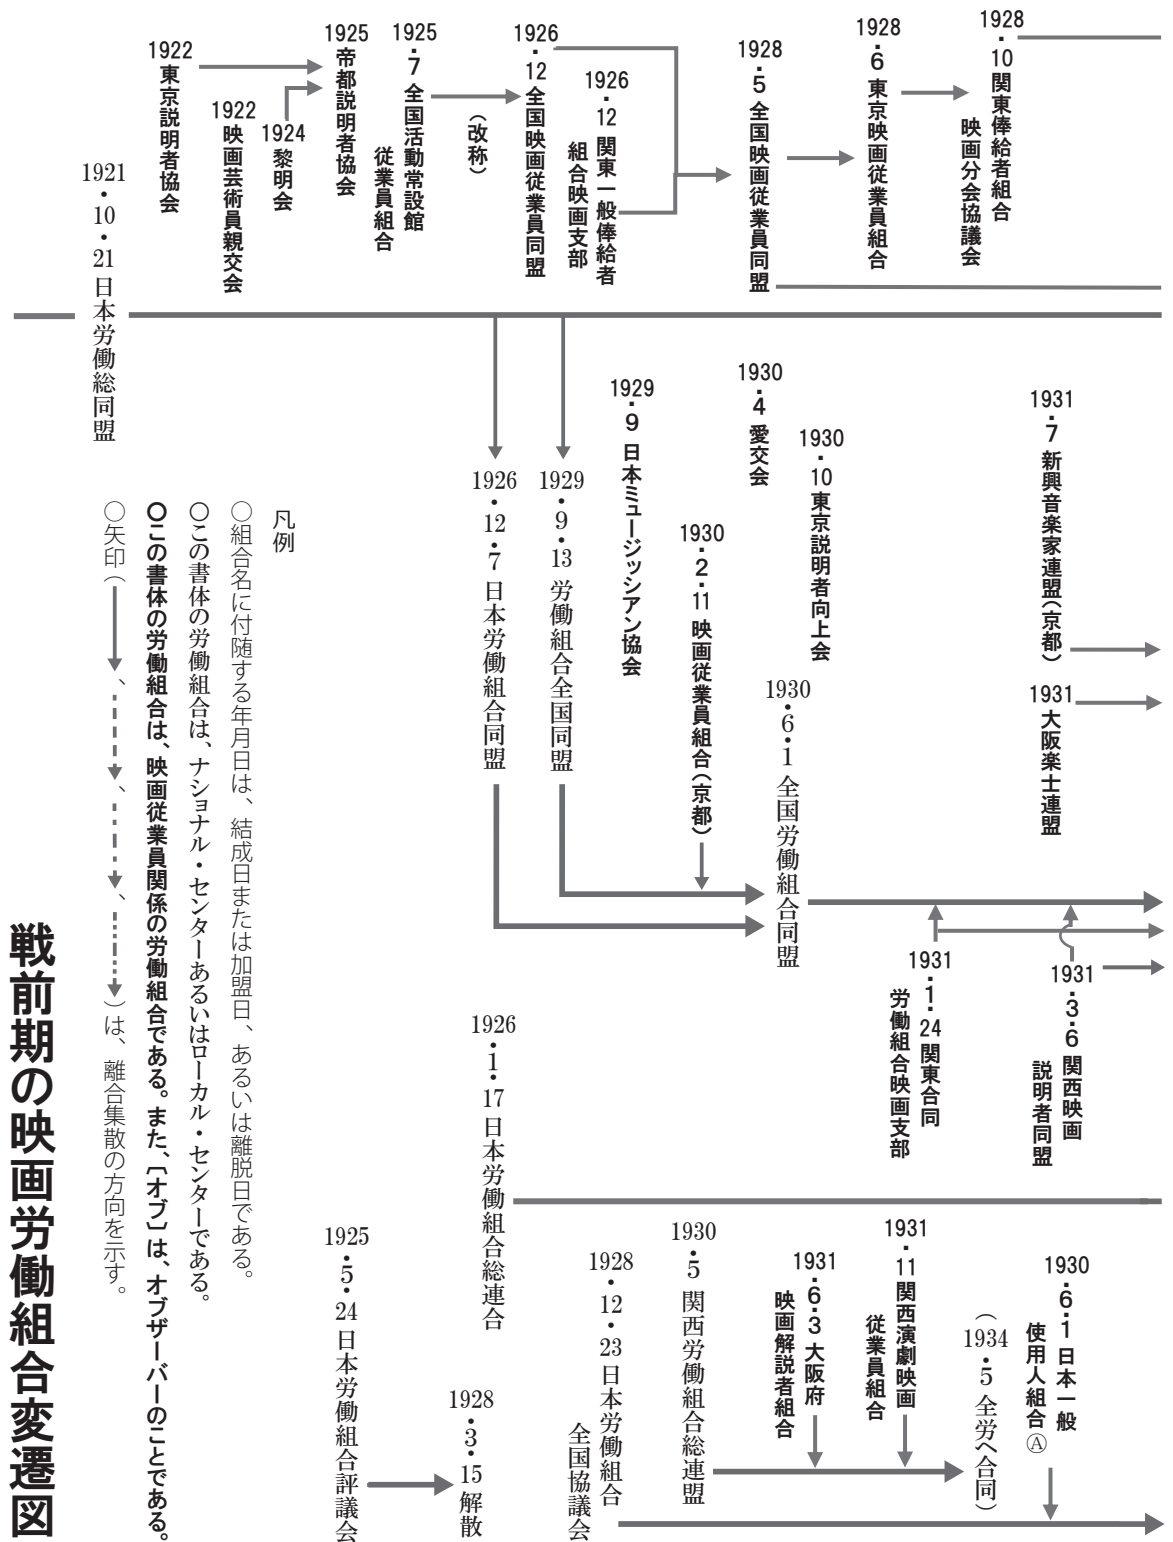 戦前期の映画労働組合変遷図
凡例
○組合名に付随する年月日は、結成日または加盟日、あるいは離脱日である。
○この書体の労働組合は、ナショナル・センターあるいはローカル・センターである。
○この書体の労働組合は、映画従業員関係の労働組合である。また、〔オブ〕は、オブザーバーのことである。
○矢印（、、、）は、離合集散の方向を示す。
1921・10・21 日本労働総同盟
1922 東京説明者協会
1922 映画芸術員親交会
1924 黎明会
1925 帝都説明者協会
1925・7 全国活動常設館
従業員組合
（改称）
1926・12 全国映画従業員同盟
1926・12 関東一般俸給者
組合映画支部
1928・5 全国映画従業員同盟
1928・6 東京映画従業員組合
1928・10 関東俸給者組合
映画分会協議会
1926・12・7 日本労働組合同盟
1929・9・13 労働組合全国同盟
1929・9 日本ミュージッシアン協会
1930・2・11 映画従業員組合（京都）
1930・4 愛交会
1930・10 東京説明者向上会
1930・6・1 全国労働組合同盟
1931・7 新興音楽家連盟（京都）
1931 大阪楽士連盟
1931・1・24 関東合同
労働組合映画支部
1931・3・6 関西映画
説明者同盟
1926・1・17 日本労働組合総連合
1925・5・24 日本労働組合評議会
1928・3・15 解散
1928・12・23 日本労働組合
全国協議会
1930・5 関西労働組合総連盟
1931・6・3 大阪府
映画解説者組合
1931・11 関西演劇映画
従業員組合
（1934・5 全労へ合同）
1930・6・1 日本一般
使用人組合Ⓐ